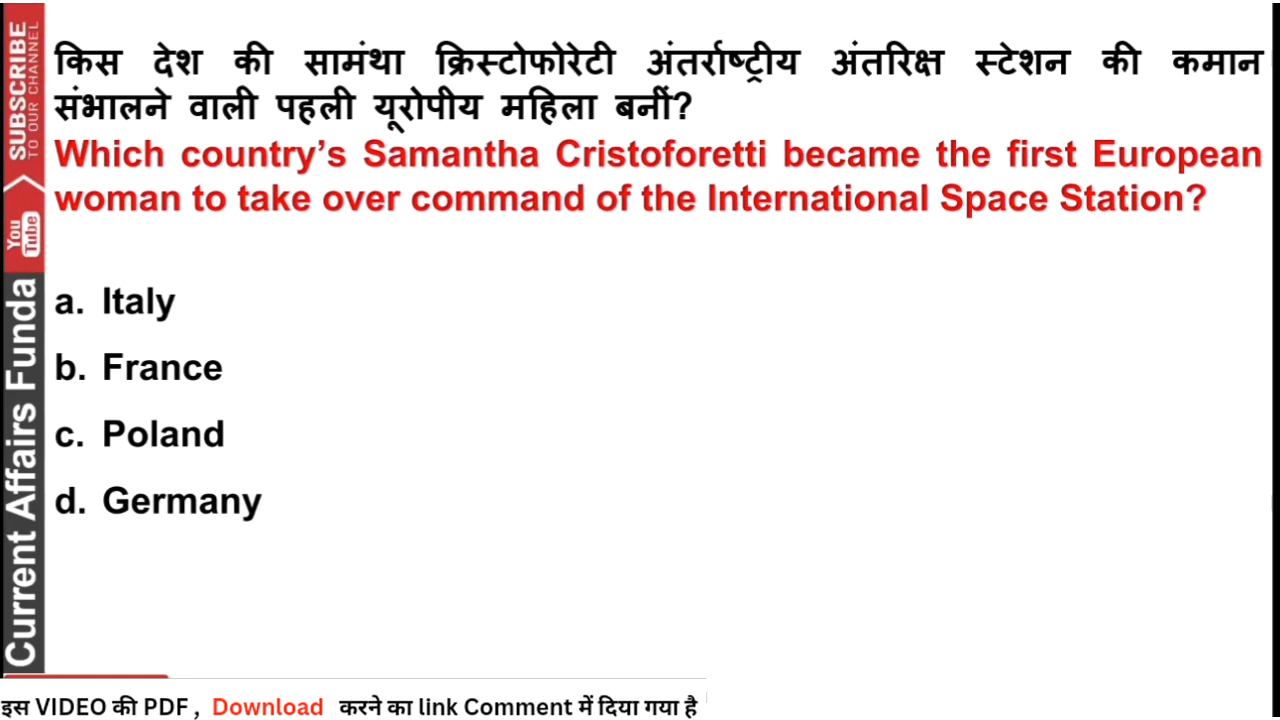 किस देश की सामंथा क्रिस्टोफोरेटी अंतर्राष्ट्रीय अंतरिक्ष स्टेशन की कमान
संभालने वाली पहली यूरोपीय महिला बनीं?
Which country’s Samantha Cristoforetti became the first European
woman to take over command of the International Space Station?
a. Italy
b. France
c. Poland
d. Germany
SUBSCRIBE
TO OUR CHANNEL
You
Tube
Current Affairs Funda
इस VIDEO की PDF , Download करने का link Comment में दिया गया है